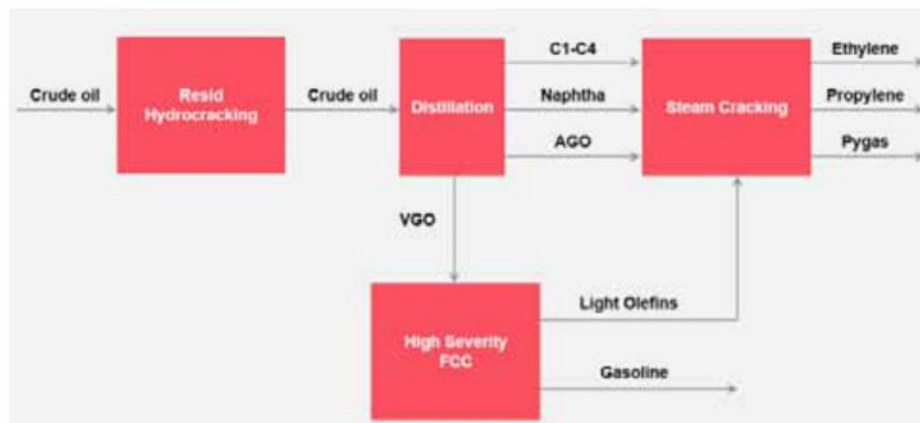 C1-C4
Ethylene
Crude oil
Resid
Hydrocracking
Crude oil
Distillation
Naphtha
Steam Cracking
Propylene
AGO
Pygas
VGO
Light Olefins
High Severity
FCC
Gasoline